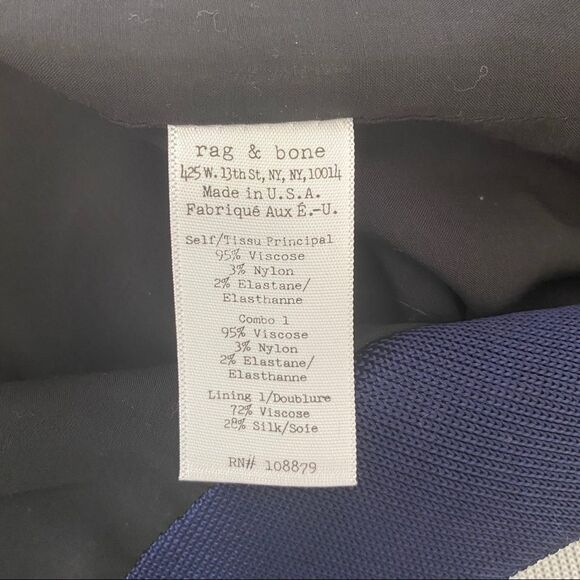 rag & bone
425 W. 13th St, NY, NY, 10014
Made in U.S.A.
Fabriqué Aux É.-U.
Self/Tissu Principal
95% Viscose
3% Nylon
2% Elastane/
Elasthanne
Combo 1
95% Viscose
3% Nylon
2% Elastane/
Elasthanne
Lining 1/Doublure
72% Viscose
28% Silk/Soie
RN# 108879